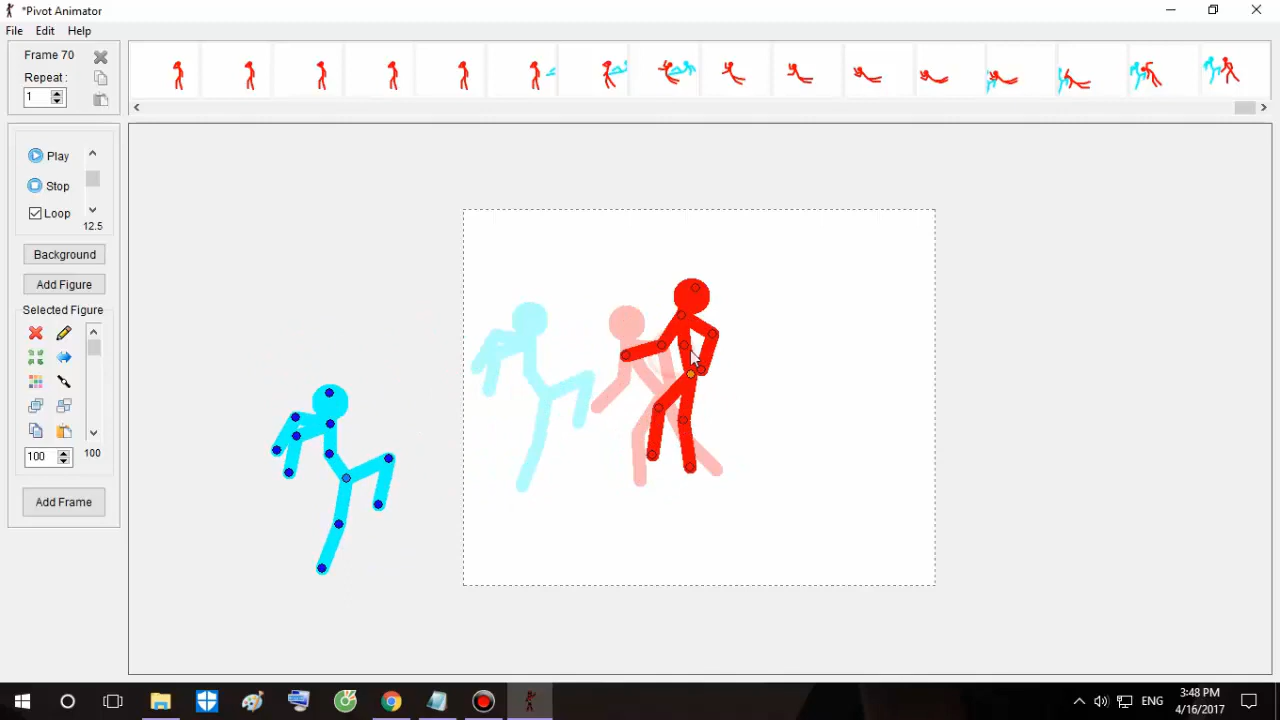 *Pivot Animator
File Edit Help
Frame 70
Repeat :
1
Play
Stop
Loop
12.5
Background
Add Figure
Selected Figure
100
100
Add Frame
ENG
3:48 PM
4/16/2017